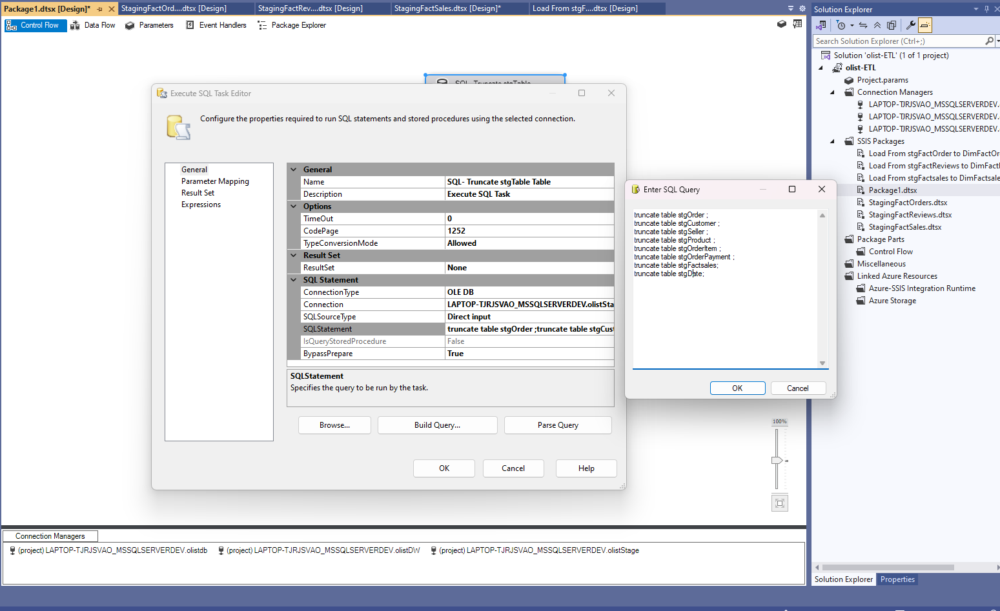 Package1.dtsx [Design]*
StagingFactOrd....dtsx [Design]
StagingFactRev....dtsx [Design]
StagingFactSales.dtsx [Design]*
Load From stgF....dtsx [Design]
Control Flow
Data Flow
Parameters
Event Handlers
Package Explorer
SQL- Truncate stgTable
Execute SQL Task Editor
Configure the properties required to run SQL statements and stored procedures using the selected connection.
General
Parameter Mapping
Result Set
Expressions
General
Name SQL- Truncate stgTable Table
Description Execute SQL Task
Options
TimeOut 0
CodePage 1252
TypeConversionMode Allowed
Result Set
ResultSet None
SQL Statement
ConnectionType OLE DB
Connection LAPTOP-TJRJSVAO_MSSQLSERVERDEV.olistSta
SQLSourceType Direct input
SQLStatement truncate table stgOrder ;truncate table stgCust
IsQueryStoredProcedure False
BypassPrepare True
SQLStatement
Specifies the query to be run by the task.
Browse...
Build Query...
Parse Query
OK
Cancel
Help
Enter SQL Query
truncate table stgOrder ;
truncate table stgCustomer ;
truncate table stgSeller ;
truncate table stgProduct ;
truncate table stgOrderItem ;
truncate table stgOrderPayment ;
truncate table stgFactsales;
truncate table stgDate;
OK
Cancel
100%
Connection Managers
(project) LAPTOP-TJRJSVAO_MSSQLSERVERDEV.olistdb
(project) LAPTOP-TJRJSVAO_MSSQLSERVERDEV.olistDW
(project) LAPTOP-TJRJSVAO_MSSQLSERVERDEV.olistStage
Solution Explorer
Search Solution Explorer (Ctrl+;)
Solution 'olist-ETL' (1 of 1 project)
olist-ETL
Project.params
Connection Managers
LAPTOP-TJRJSVAO_MSSQLSERVERDEV.
LAPTOP-TJRJSVAO_MSSQLSERVERDEV.
LAPTOP-TJRJSVAO_MSSQLSERVERDEV.
SSIS Packages
Load From stgFactOrder to DimFactOr
Load From stgFactReviews to DimFactI
Load From stgFactsales to DimFactsale
Package1.dtsx
StagingFactOrders.dtsx
StagingFactReviews.dtsx
StagingFactSales.dtsx
Package Parts
Control Flow
Miscellaneous
Linked Azure Resources
Azure-SSIS Integration Runtime
Azure Storage
Solution Explorer
Properties